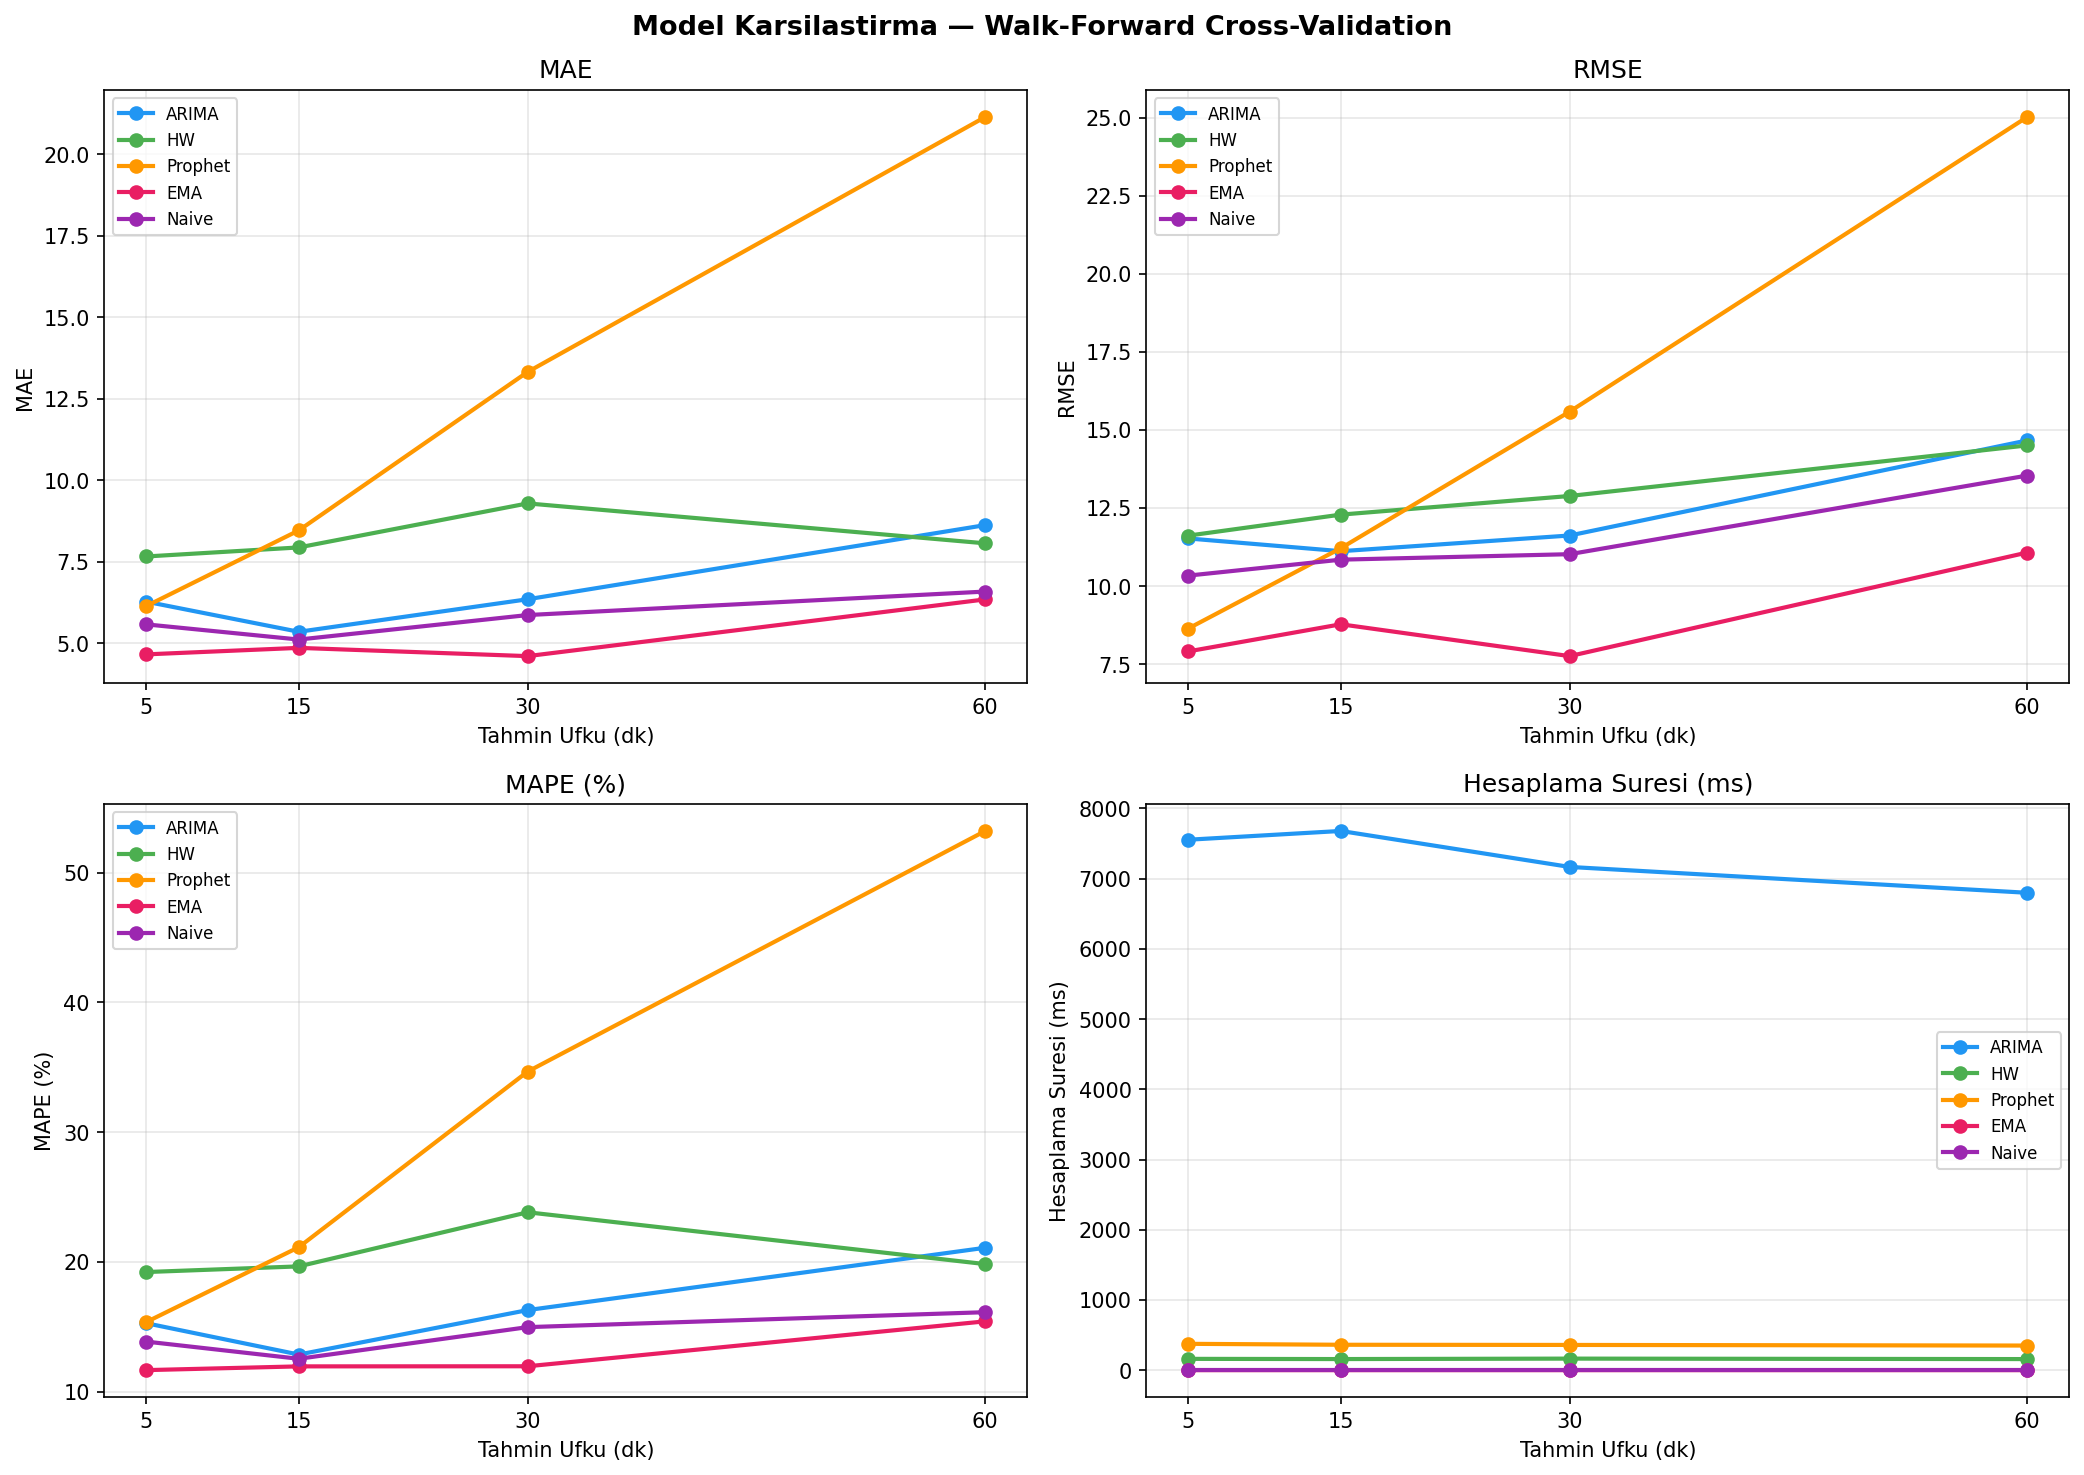 Model Karsilastirma — Walk-Forward Cross-Validation
MAE
20.0
17.5
15.0
12.5
10.0
7.5
5.0
MAE
ARIMA
HW
Prophet
EMA
Naive
5
15
30
60
Tahmin Ufku (dk)
RMSE
25.0
22.5
20.0
17.5
15.0
12.5
10.0
7.5
RMSE
ARIMA
HW
Prophet
EMA
Naive
5
15
30
60
Tahmin Ufku (dk)
MAPE (%)
50
40
30
20
10
MAPE (%)
ARIMA
HW
Prophet
EMA
Naive
5
15
30
60
Tahmin Ufku (dk)
Hesaplama Suresi (ms)
8000
7000
6000
5000
4000
3000
2000
1000
0
Hesaplama Suresi (ms)
ARIMA
HW
Prophet
EMA
Naive
5
15
30
60
Tahmin Ufku (dk)